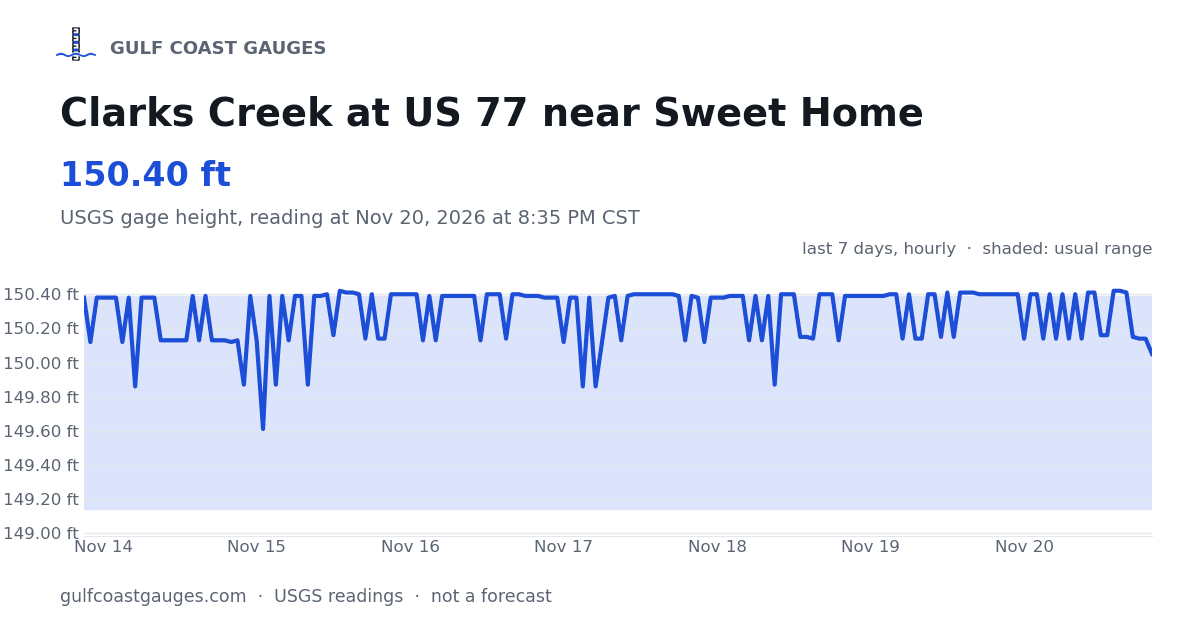 GULF COAST GAUGES
Clarks Creek at US 77 near Sweet Home
150.40 ft
USGS gage height, reading at Nov 20, 2026 at 8:35 PM CST
last 7 days, hourly · shaded: usual range
150.40 ft
150.20 ft
150.00 ft
149.80 ft
149.60 ft
149.40 ft
149.20 ft
149.00 ft
Nov 14 Nov 15 Nov 16 Nov 17 Nov 18 Nov 19 Nov 20
gulfcoastgauges.com · USGS readings · not a forecast